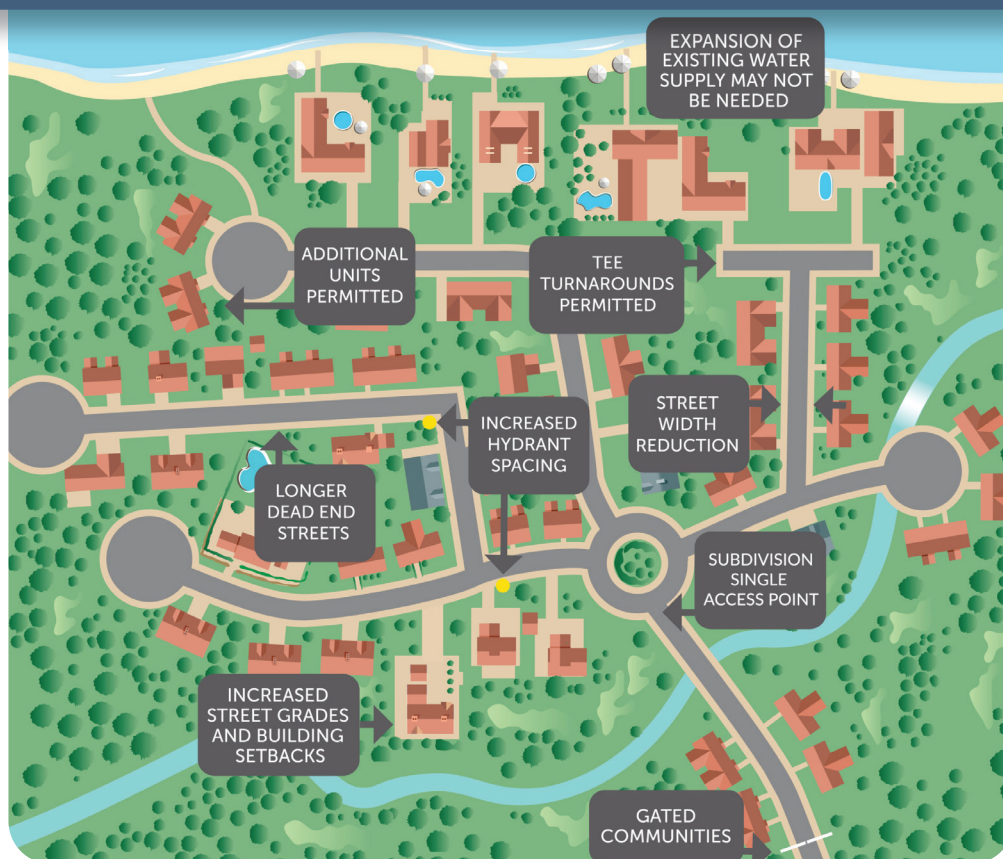 EXPANSION OF
EXISTING WATER
SUPPLY MAY NOT
BE NEEDED
ADDITIONAL
UNITS
PERMITTED
TEE
TURNAROUNDS
PERMITTED
INCREASED
HYDRANT
SPACING
STREET
WIDTH
REDUCTION
LONGER
DEAD END
STREETS
SUBDIVISION
SINGLE
ACCESS POINT
INCREASED
STREET GRADES
AND BUILDING
SETBACKS
GATED
COMMUNITIES